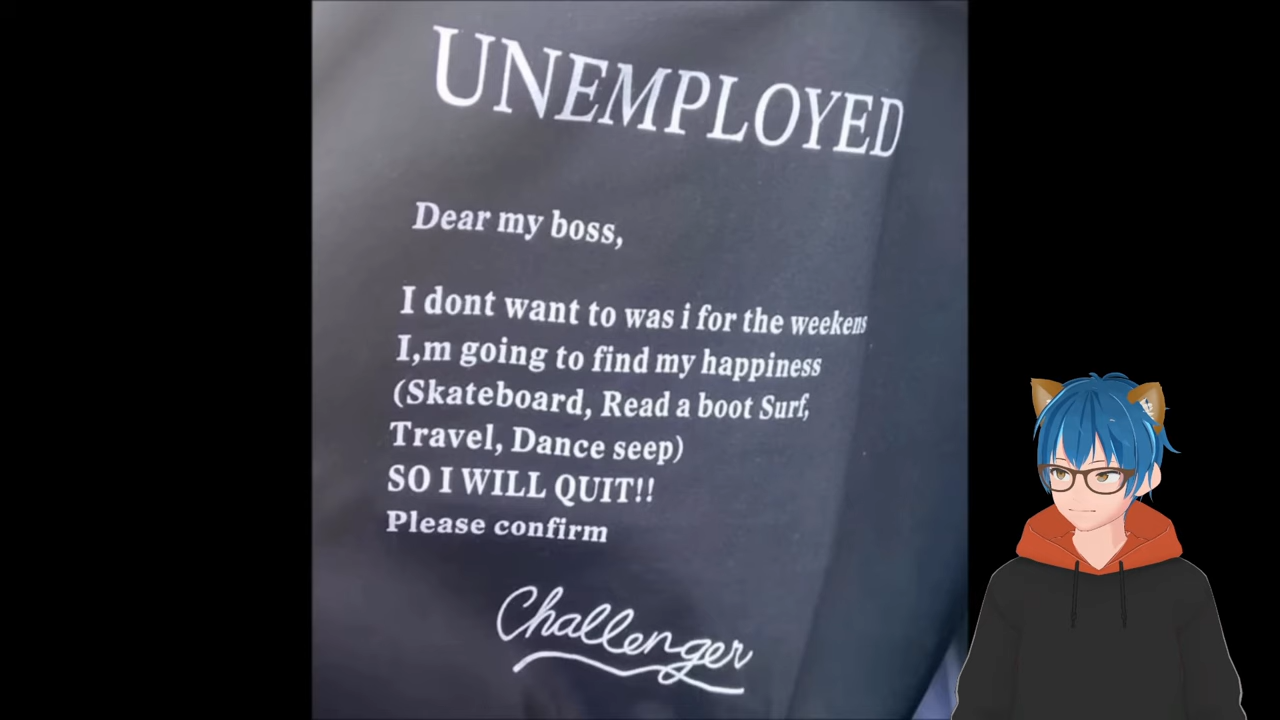 UNEMPLOYED
Dear my boss,
I dont want to was i for the weekens
I,m going to find my happiness
(Skateboard, Read a boot Surf,
Travel, Dance seep)
SO I WILL QUIT!!
Please confirm
Challenger